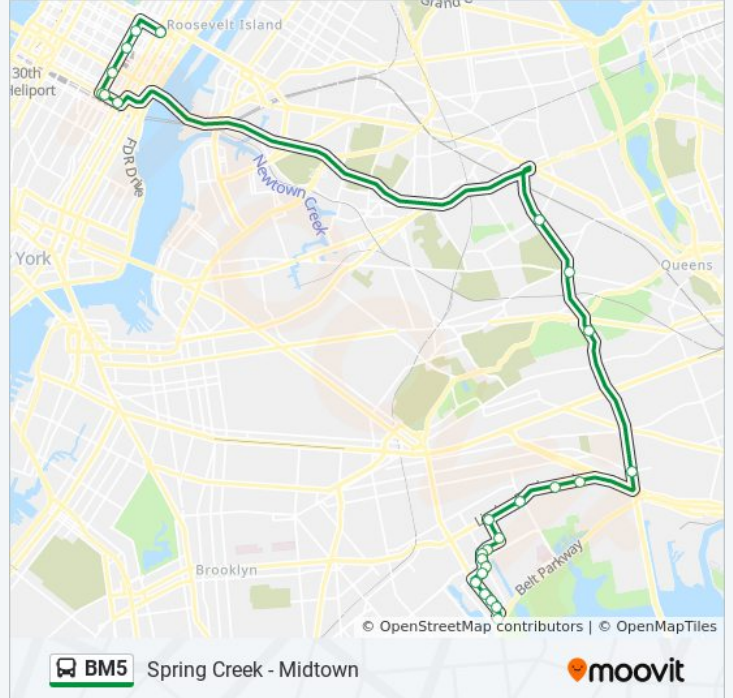 Grand C
Roosevelt Island
30th
Heliport
FDR Drive
Newtown Creek
York
Queens
Brooklyn
Belt Parkway
© OpenStreetMap contributors | © OpenMapTiles
BM5 Spring Creek - Midtown
moovit